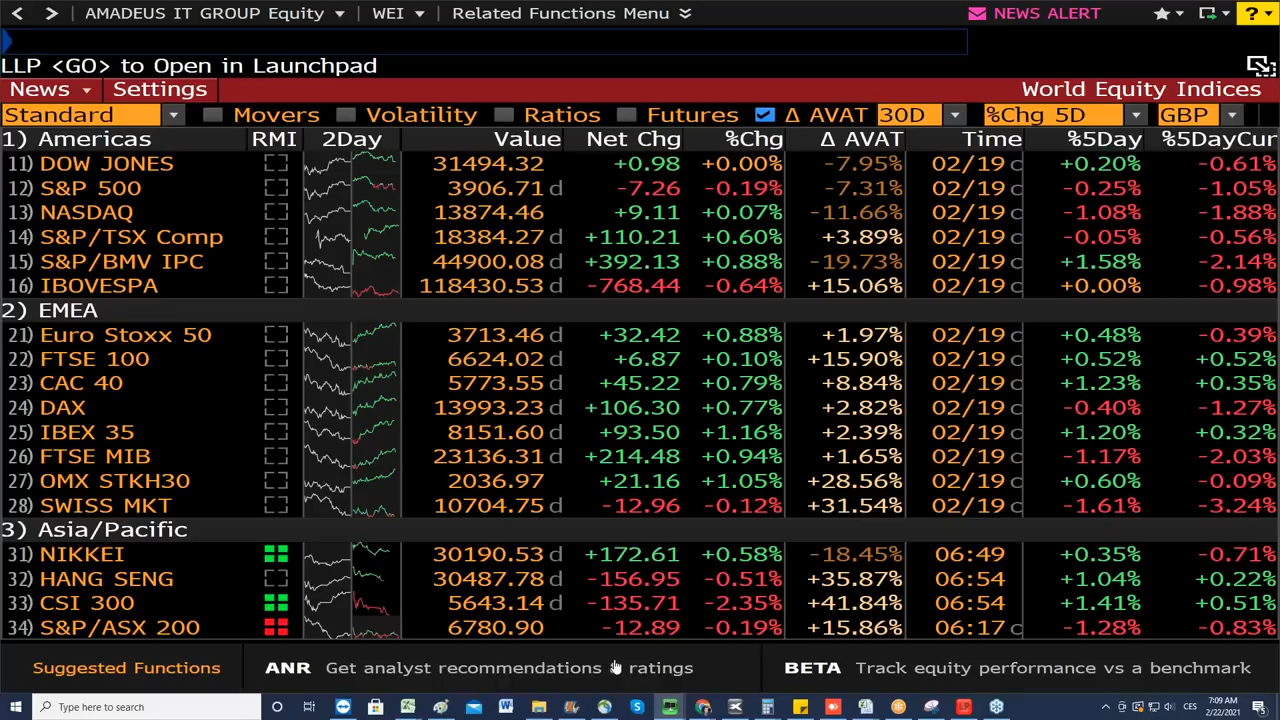 < > AMADEUS IT GROUP Equity WEI Related Functions Menu NEWS ALERT ?
LLP <GO> to Open in Launchpad
News Settings World Equity Indices
Standard Movers Volatility Ratios Futures Δ AVAT 30D %Chg 5D GBP
1) Americas RMI 2Day Value Net Chg %Chg Δ AVAT Time %5Day %5DayCur
11) DOW JONES 31494.32 +0.98 +0.00% -7.95% 02/19 c +0.20% -0.61%
12) S&P 500 3906.71 d -7.26 -0.19% -7.31% 02/19 c -0.25% -1.05%
13) NASDAQ 13874.46 +9.11 +0.07% -11.66% 02/19 c -1.08% -1.88%
14) S&P/TSX Comp 18384.27 d +110.21 +0.60% +3.89% 02/19 c -0.05% -0.56%
15) S&P/BMV IPC 44900.08 d +392.13 +0.88% -19.73% 02/19 c +1.58% -2.14%
16) IBOVESPA 118430.53 d -768.44 -0.64% +15.06% 02/19 c +0.00% -0.98%
2) EMEA
21) Euro Stoxx 50 3713.46 d +32.42 +0.88% +1.97% 02/19 c +0.48% -0.39%
22) FTSE 100 6624.02 d +6.87 +0.10% +15.90% 02/19 c +0.52% +0.52%
23) CAC 40 5773.55 d +45.22 +0.79% +8.84% 02/19 c +1.23% +0.35%
24) DAX 13993.23 d +106.30 +0.77% +2.82% 02/19 c -0.40% -1.27%
25) IBEX 35 8151.60 d +93.50 +1.16% +2.39% 02/19 c +1.20% +0.32%
26) FTSE MIB 23136.31 d +214.48 +0.94% +1.65% 02/19 c -1.17% -2.03%
27) OMX STKH30 2036.97 +21.16 +1.05% +28.56% 02/19 c +0.60% -0.09%
28) SWISS MKT 10704.75 d -12.96 -0.12% +31.54% 02/19 c -1.61% -3.24%
3) Asia/Pacific
31) NIKKEI 30190.53 d +172.61 +0.58% -18.45% 06:49 +0.35% -0.71%
32) HANG SENG 30487.78 d -156.95 -0.51% +35.87% 06:54 +1.04% +0.22%
33) CSI 300 5643.14 d -135.71 -2.35% +41.84% 06:54 +1.41% +0.51%
34) S&P/ASX 200 6780.90 -12.89 -0.19% +15.86% 06:17 c -1.28% -0.83%
Suggested Functions ANR Get analyst recommendations ratings BETA Track equity performance vs a benchmark
Type here to search CES 7:09 AM
2/22/2021